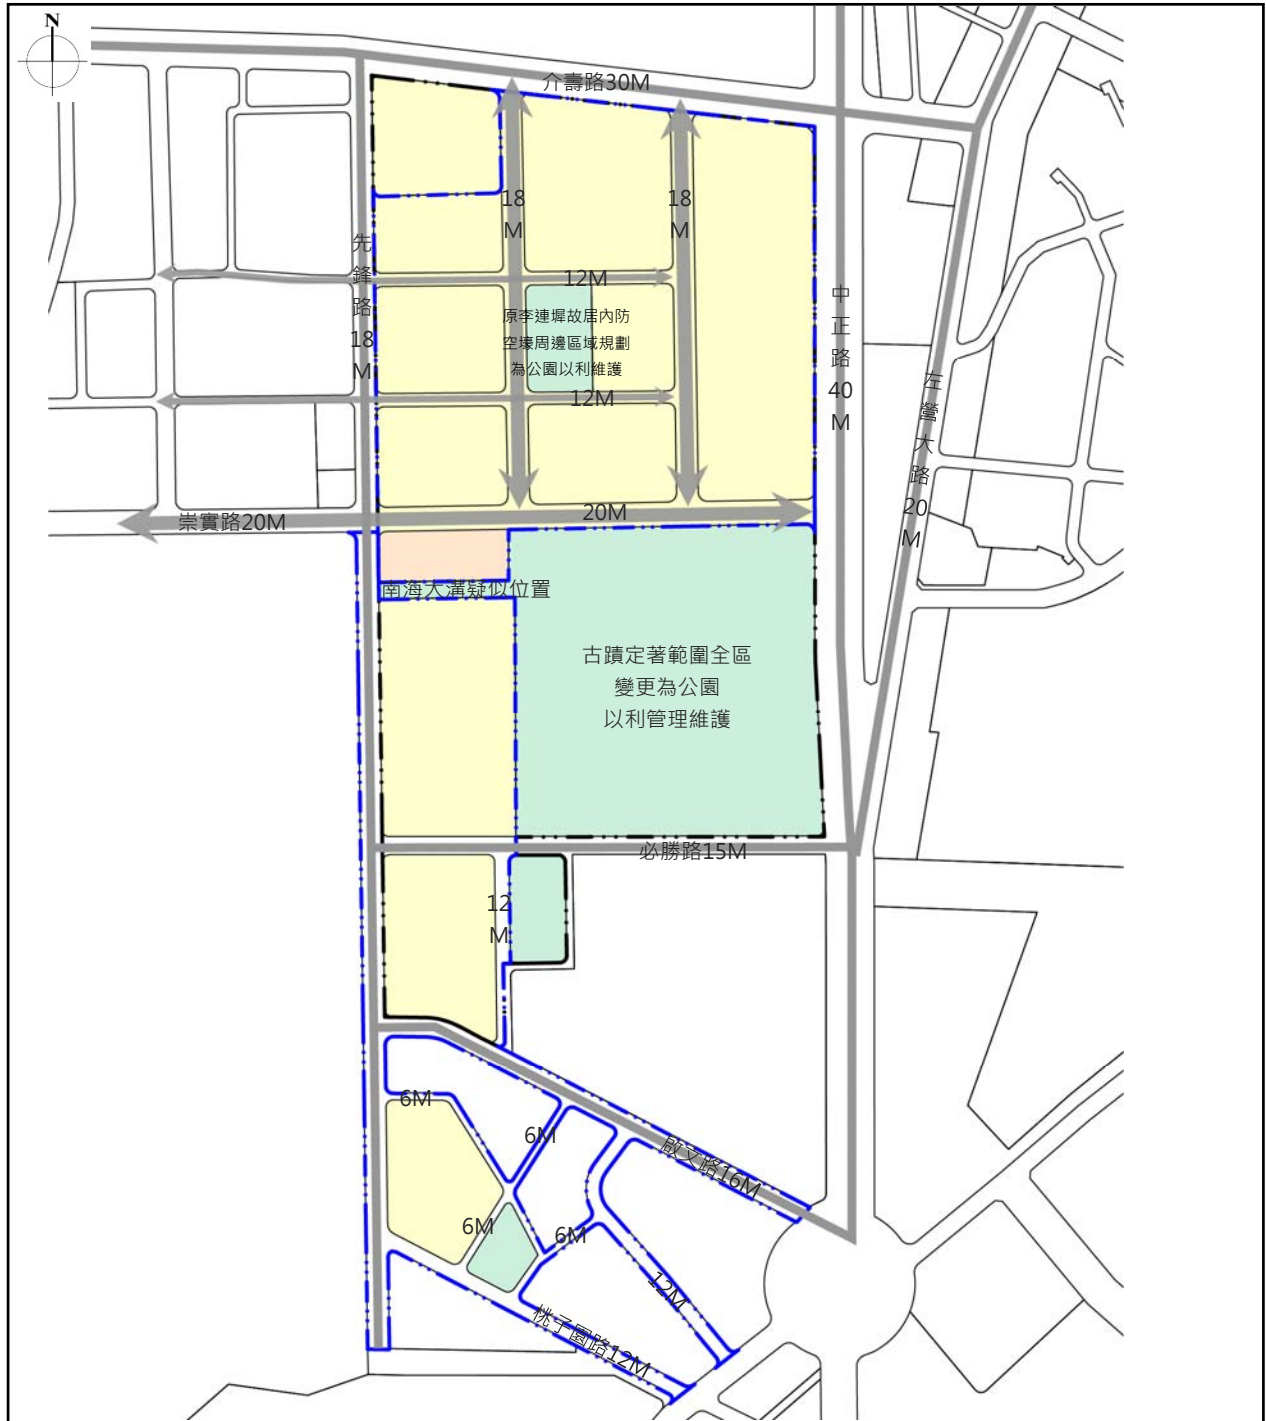 N
介壽路30M
18
M
18
M
先
鋒
路
18
M
12M
原李連墀故居內防
空壕周邊區域規劃
為公園以利維護
12M
中
正
路
40
M
左
營
大
路
20
M
崇實路20M
20M
南海大溝疑似位置
古蹟定著範圍全區
變更為公園
以利管理維護
必勝路15M
12
M
6M
6M
啟文路16M
6M
6M
12M
桃子園路12M